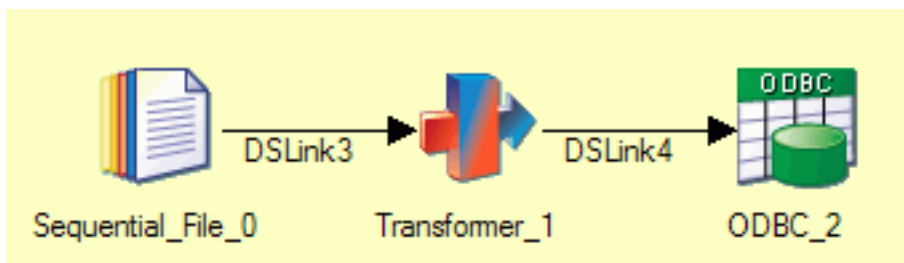 ODBC
DSLink3
DSLink4
Sequential_File_0
Transformer_1
ODBC_2